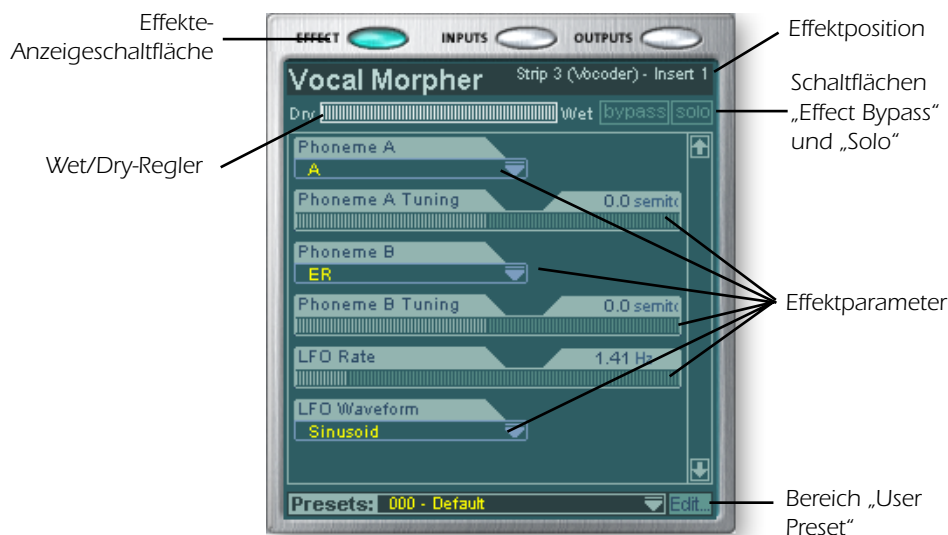 Effekte-
Anzeigeschaltfläche
EFFECT
INPUTS
OUTPUTS
Effektposition
Vocal Morpher
Strip 3 (Vocoder) - Insert 1
Dry
Wet
bypass
solo
Schaltflächen
„Effect Bypass“
und „Solo“
Wet/Dry-Regler
Phoneme A
A
Phoneme A Tuning
0.0 semito
Phoneme B
ER
Phoneme B Tuning
0.0 semito
Effektparameter
LFO Rate
1.41 Hz
LFO Waveform
Sinusoid
Presets:
000 - Default
Edit...
Bereich „User
Preset“